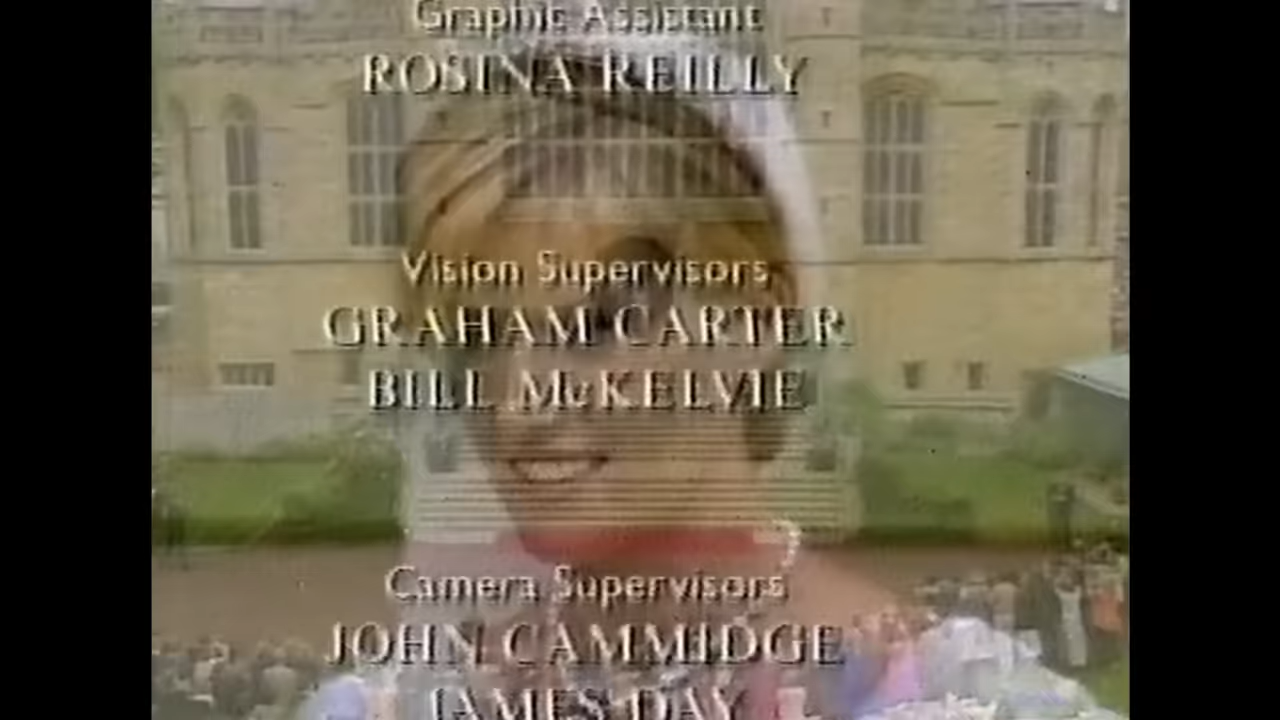 Graphic Assistant
ROSINA REILLY
Vision Supervisors
GRAHAM CARTER
BILL McKELVIE
Camera Supervisors
JOHN CAMMIDGE
JAMES DAY